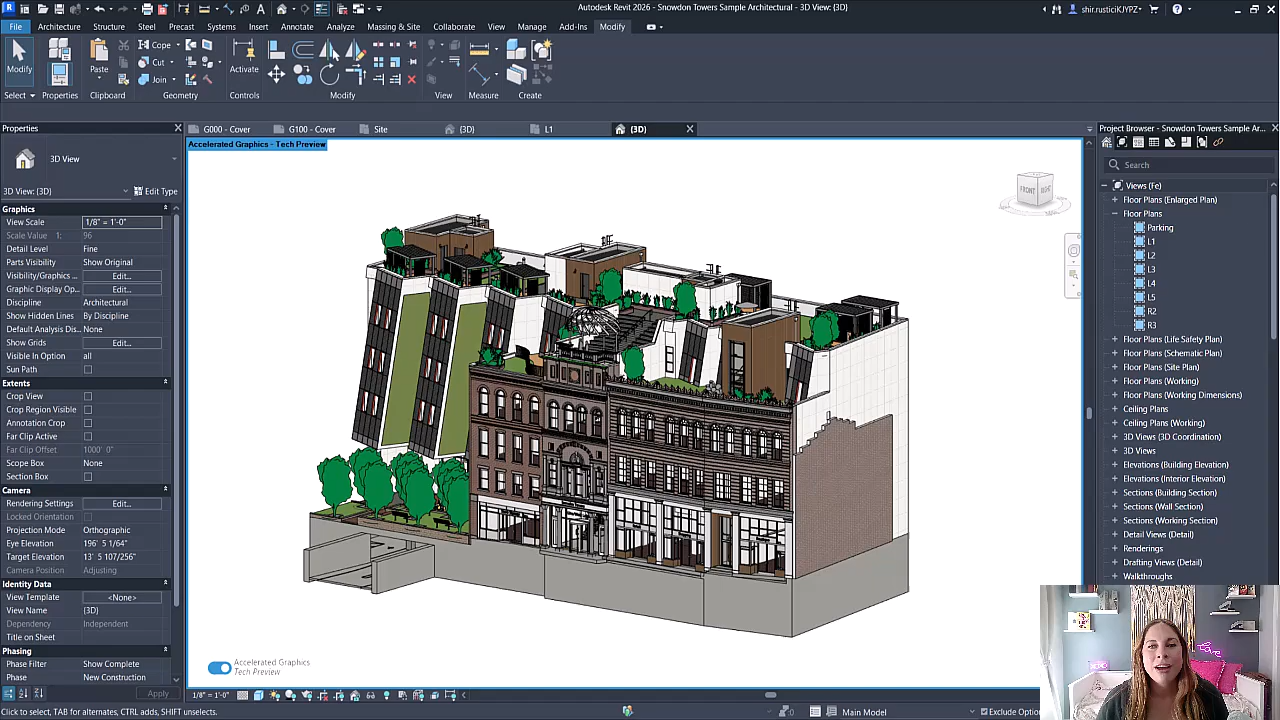 Autodesk Revit 2026 - Snowdon Towers Sample Architectural - 3D View: {3D}
shir.rusticiKJYPZ
File Architecture Structure Steel Precast Systems Insert Annotate Analyze Massing & Site Collaborate View Manage Add-Ins Modify
Modify
Paste
Cope
Cut
Join
Activate
Select Properties Clipboard Geometry Controls Modify View Measure Create
Properties
G000 - Cover G100 - Cover Site {3D} L1 {3D}
Project Browser - Snowdon Towers Sample Ar...
Accelerated Graphics - Tech Preview
3D View
3D View: {3D} Edit Type
Graphics
View Scale 1/8" = 1'-0"
Scale Value 1: 96
Detail Level Fine
Parts Visibility Show Original
Visibility/Graphics ... Edit...
Graphic Display Op... Edit...
Discipline Architectural
Show Hidden Lines By Discipline
Default Analysis Dis... None
Show Grids Edit...
Visible In Option all
Sun Path
Extents
Crop View
Crop Region Visible
Annotation Crop
Far Clip Active
Far Clip Offset 1000' 0"
Scope Box None
Section Box
Camera
Rendering Settings Edit...
Locked Orientation
Projection Mode Orthographic
Eye Elevation 196' 5 1/64"
Target Elevation 13' 5 107/256"
Camera Position Adjusting
Identity Data
View Template <None>
View Name {3D}
Dependency Independent
Title on Sheet
Phasing
Phase Filter Show Complete
Phase New Construction
Apply
FRONT
Accelerated Graphics
Tech Preview
1/8" = 1'-0"
Search
Views (Fe)
Floor Plans (Enlarged Plan)
Floor Plans
Parking
L1
L2
L3
L4
L5
R2
R3
Floor Plans (Life Safety Plan)
Floor Plans (Schematic Plan)
Floor Plans (Site Plan)
Floor Plans (Working)
Floor Plans (Working Dimensions)
Ceiling Plans
Ceiling Plans (Working)
3D Views (3D Coordination)
3D Views
Elevations (Building Elevation)
Elevations (Interior Elevation)
Sections (Building Section)
Sections (Wall Section)
Sections (Working Section)
Detail Views (Detail)
Renderings
Drafting Views (Detail)
Walkthroughs
Click to select, TAB for alternates, CTRL adds, SHIFT unselects.
:0 Main Model Exclude Optio